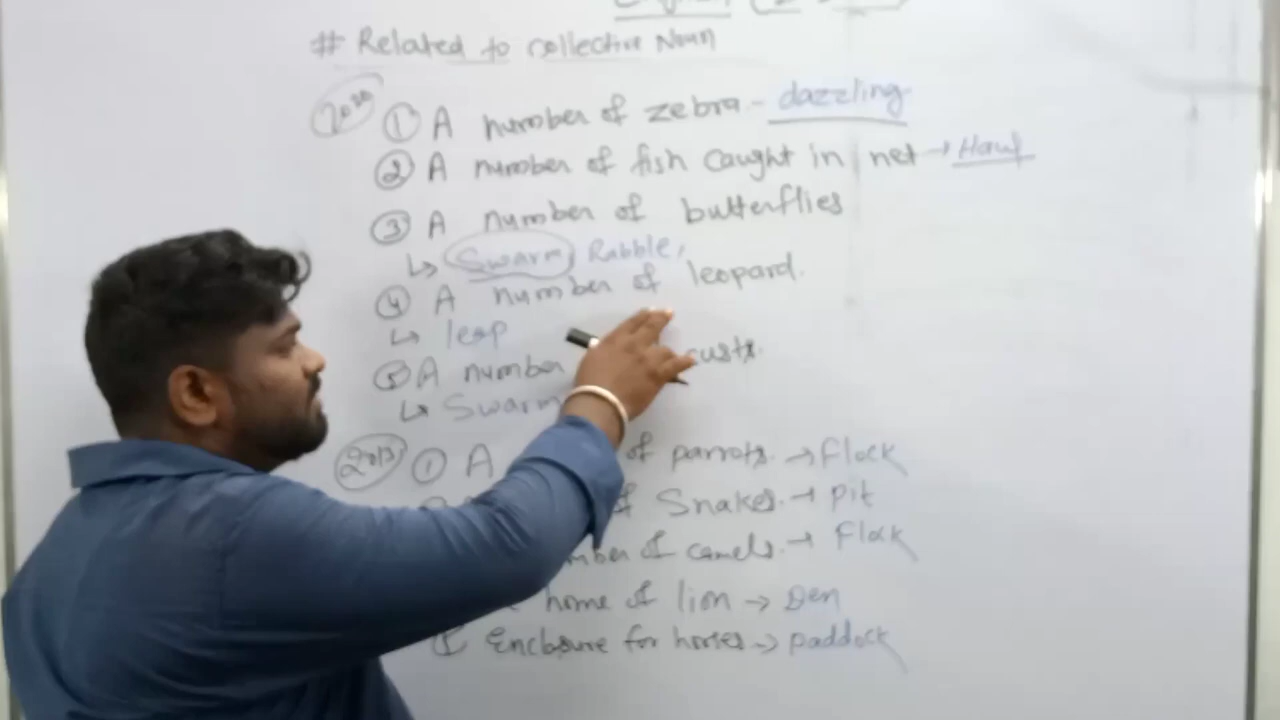 # Related to collective Noun
① A number of zebra - dazzling
② A number of fish caught in net → Haul
③ A number of butterflies
↳ Swarm Rabble,
④ A number of leopard.
↳ leap
⑤ A number
↳ Swarm
2013 ① A of parrots. → Flock
of Snakes. → Pit
of camels. → Flock
home of lion → Den
Enclosure for horses → paddock